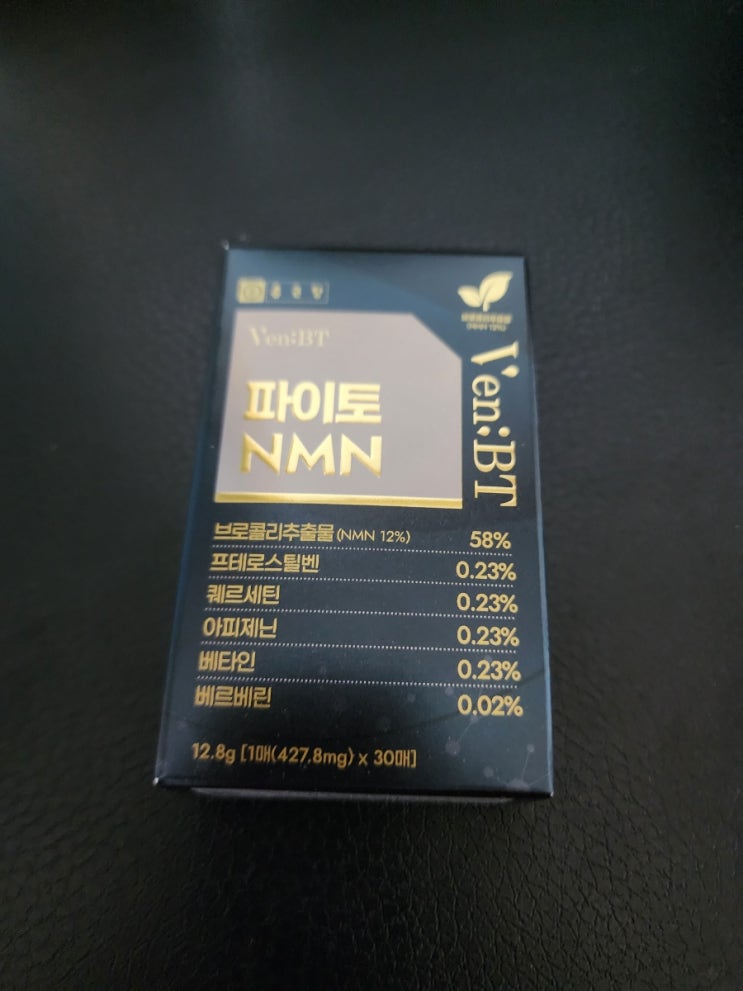 종근당
Ven:BT
파이토
NMN
Ven:BT
브로콜리추출물 (NMN 12%) 58%
프테로스틸벤 0.23%
퀘르세틴 0.23%
아피제닌 0.23%
베타인 0.23%
베르베린 0.02%
12.8g [1매(427.8mg) x 30매]